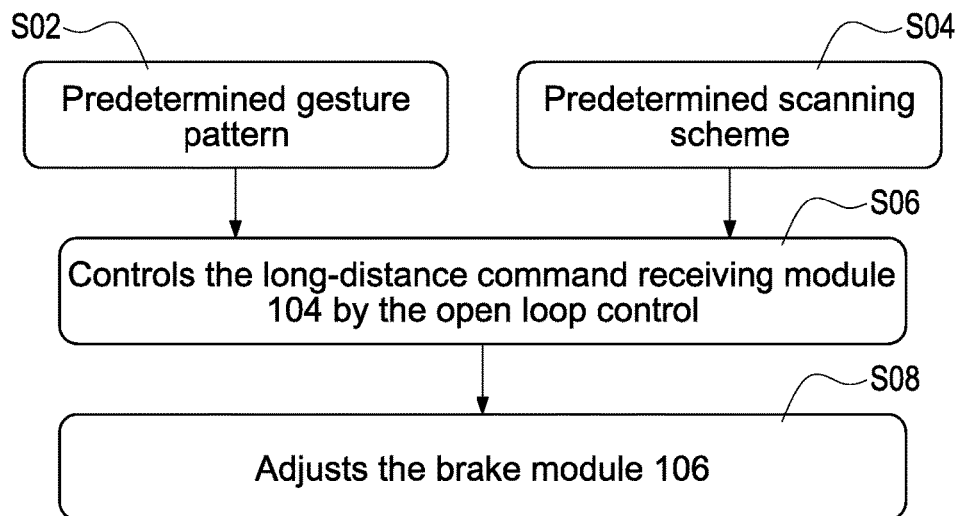 S02
S04
Predetermined gesture
pattern
Predetermined scanning
scheme
S06
Controls the long-distance command receiving module
104 by the open loop control
S08
Adjusts the brake module 106